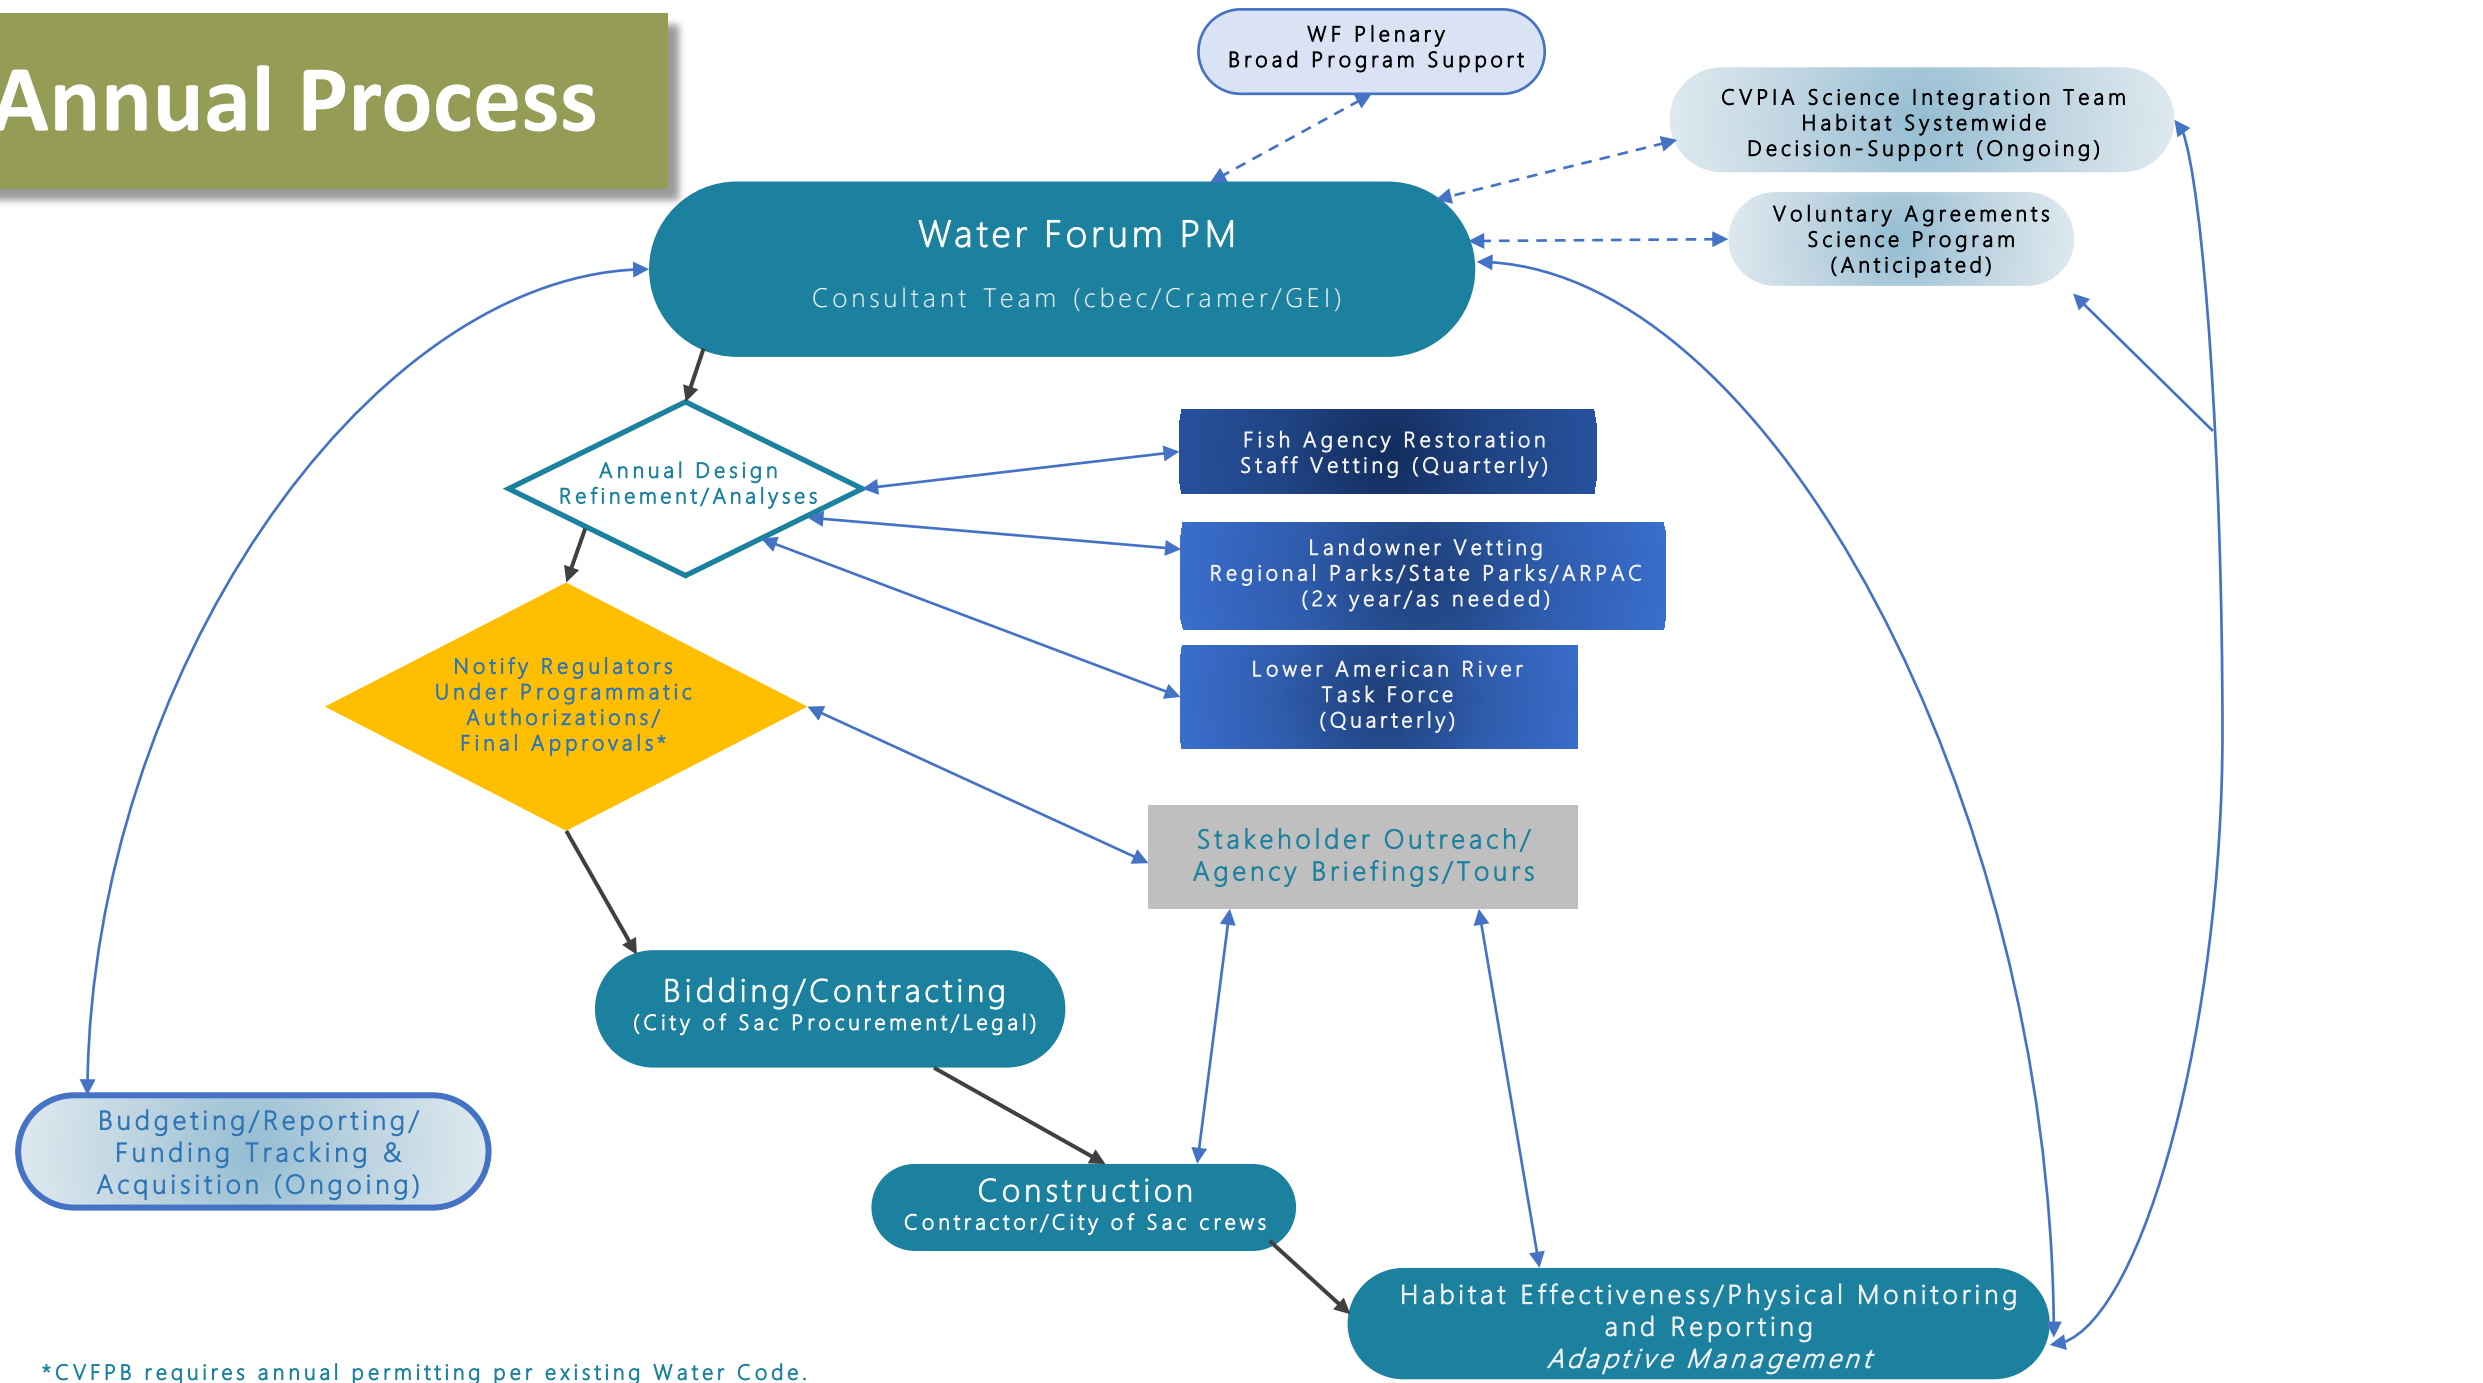 Annual Process
WF Plenary
Broad Program Support
CVPIA Science Integration Team
Habitat Systemwide
Decision-Support (Ongoing)
Voluntary Agreements
Science Program
(Anticipated)
Water Forum PM
Consultant Team (cbec/Cramer/GEI)
Annual Design
Refinement/Analyses
Fish Agency Restoration
Staff Vetting (Quarterly)
Landowner Vetting
Regional Parks/State Parks/ARPAC
(2x year/as needed)
Lower American River
Task Force
(Quarterly)
Notify Regulators
Under Programmatic
Authorizations/
Final Approvals*
Stakeholder Outreach/
Agency Briefings/Tours
Bidding/Contracting
(City of Sac Procurement/Legal)
Budgeting/Reporting/
Funding Tracking &
Acquisition (Ongoing)
Construction
Contractor/City of Sac crews
Habitat Effectiveness/Physical Monitoring
and Reporting
Adaptive Management
*CVFPB requires annual permitting per existing Water Code.